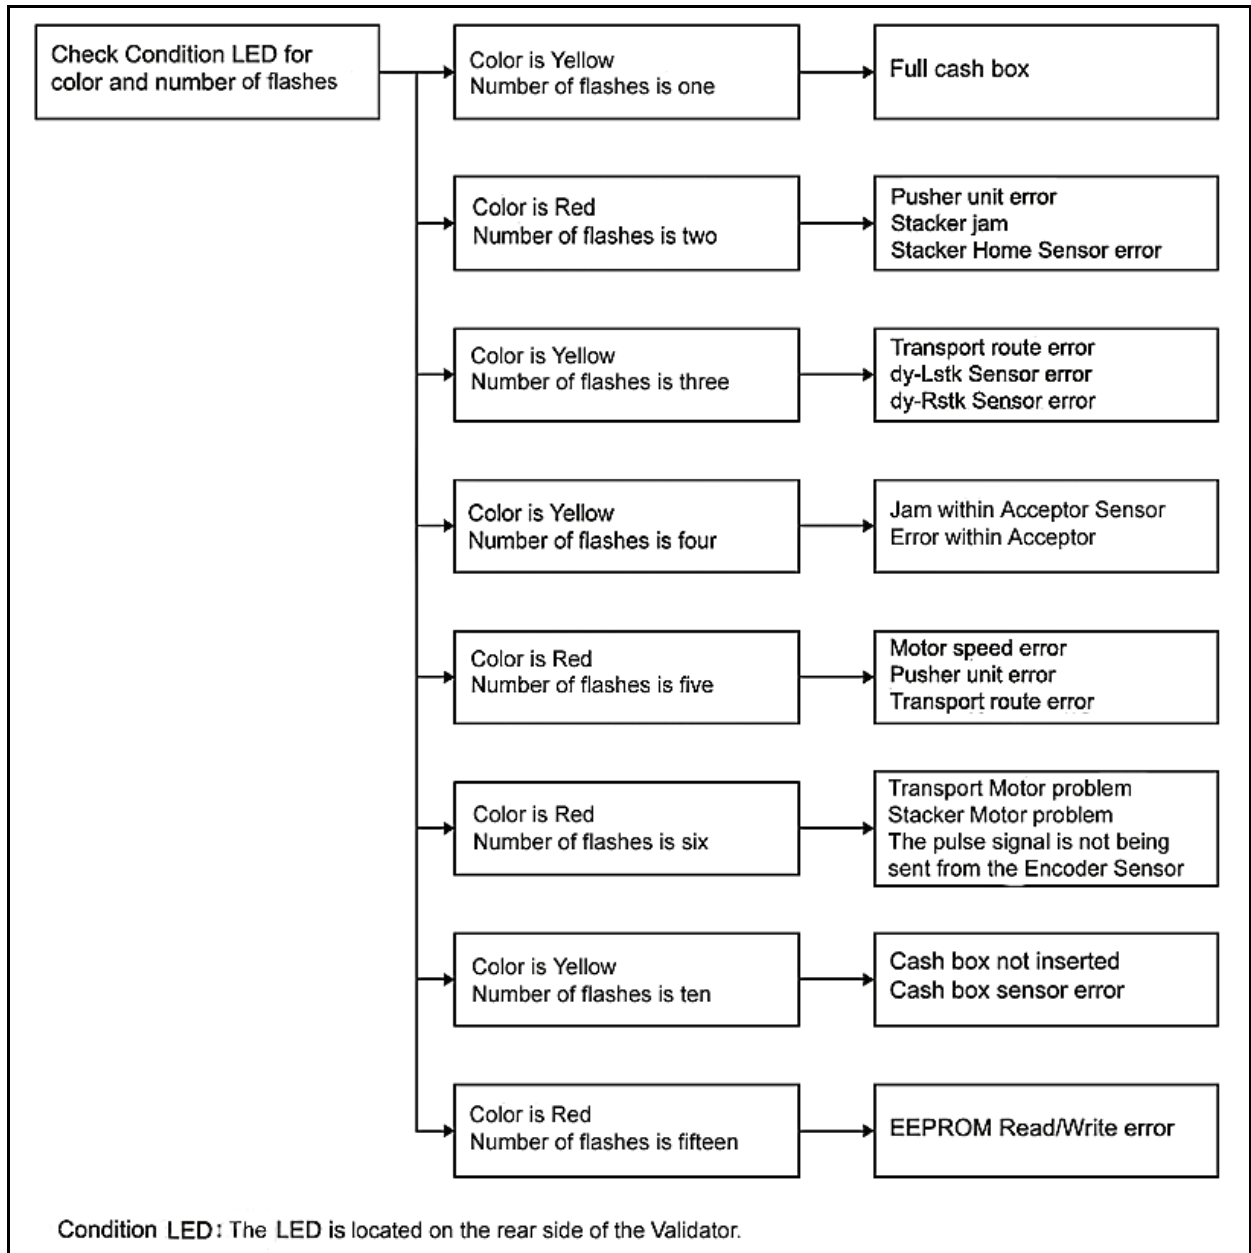 Check Condition LED for
color and number of flashes
Color is Yellow
Number of flashes is one
Full cash box
Color is Red
Number of flashes is two
Pusher unit error
Stacker jam
Stacker Home Sensor error
Color is Yellow
Number of flashes is three
Transport route error
dy-Lstk Sensor error
dy-Rstk Sensor error
Color is Yellow
Number of flashes is four
Jam within Acceptor Sensor
Error within Acceptor
Color is Red
Number of flashes is five
Motor speed error
Pusher unit error
Transport route error
Color is Red
Number of flashes is six
Transport Motor problem
Stacker Motor problem
The pulse signal is not being
sent from the Encoder Sensor
Color is Yellow
Number of flashes is ten
Cash box not inserted
Cash box sensor error
Color is Red
Number of flashes is fifteen
EEPROM Read/Write error
Condition LED: The LED is located on the rear side of the Validator.